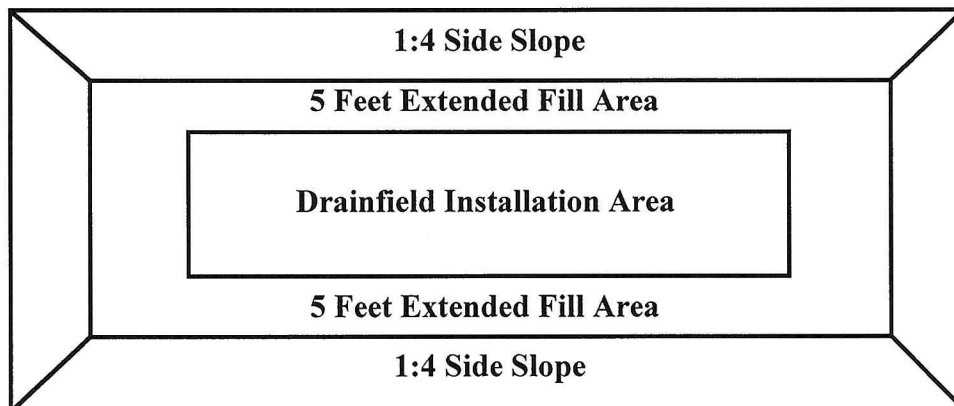 1:4 Side Slope
5 Feet Extended Fill Area
Drainfield Installation Area
5 Feet Extended Fill Area
1:4 Side Slope